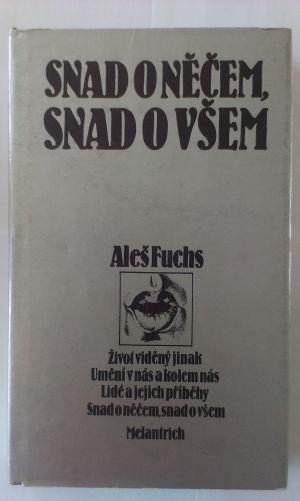 SNAD O NĚČEM,
SNAD O VŠEM
Aleš Fuchs
Život viděný jinak
Umění v nás a kolem nás
Lidé a jejich příběhy
Snad o něčem, snad o všem
Melantrich